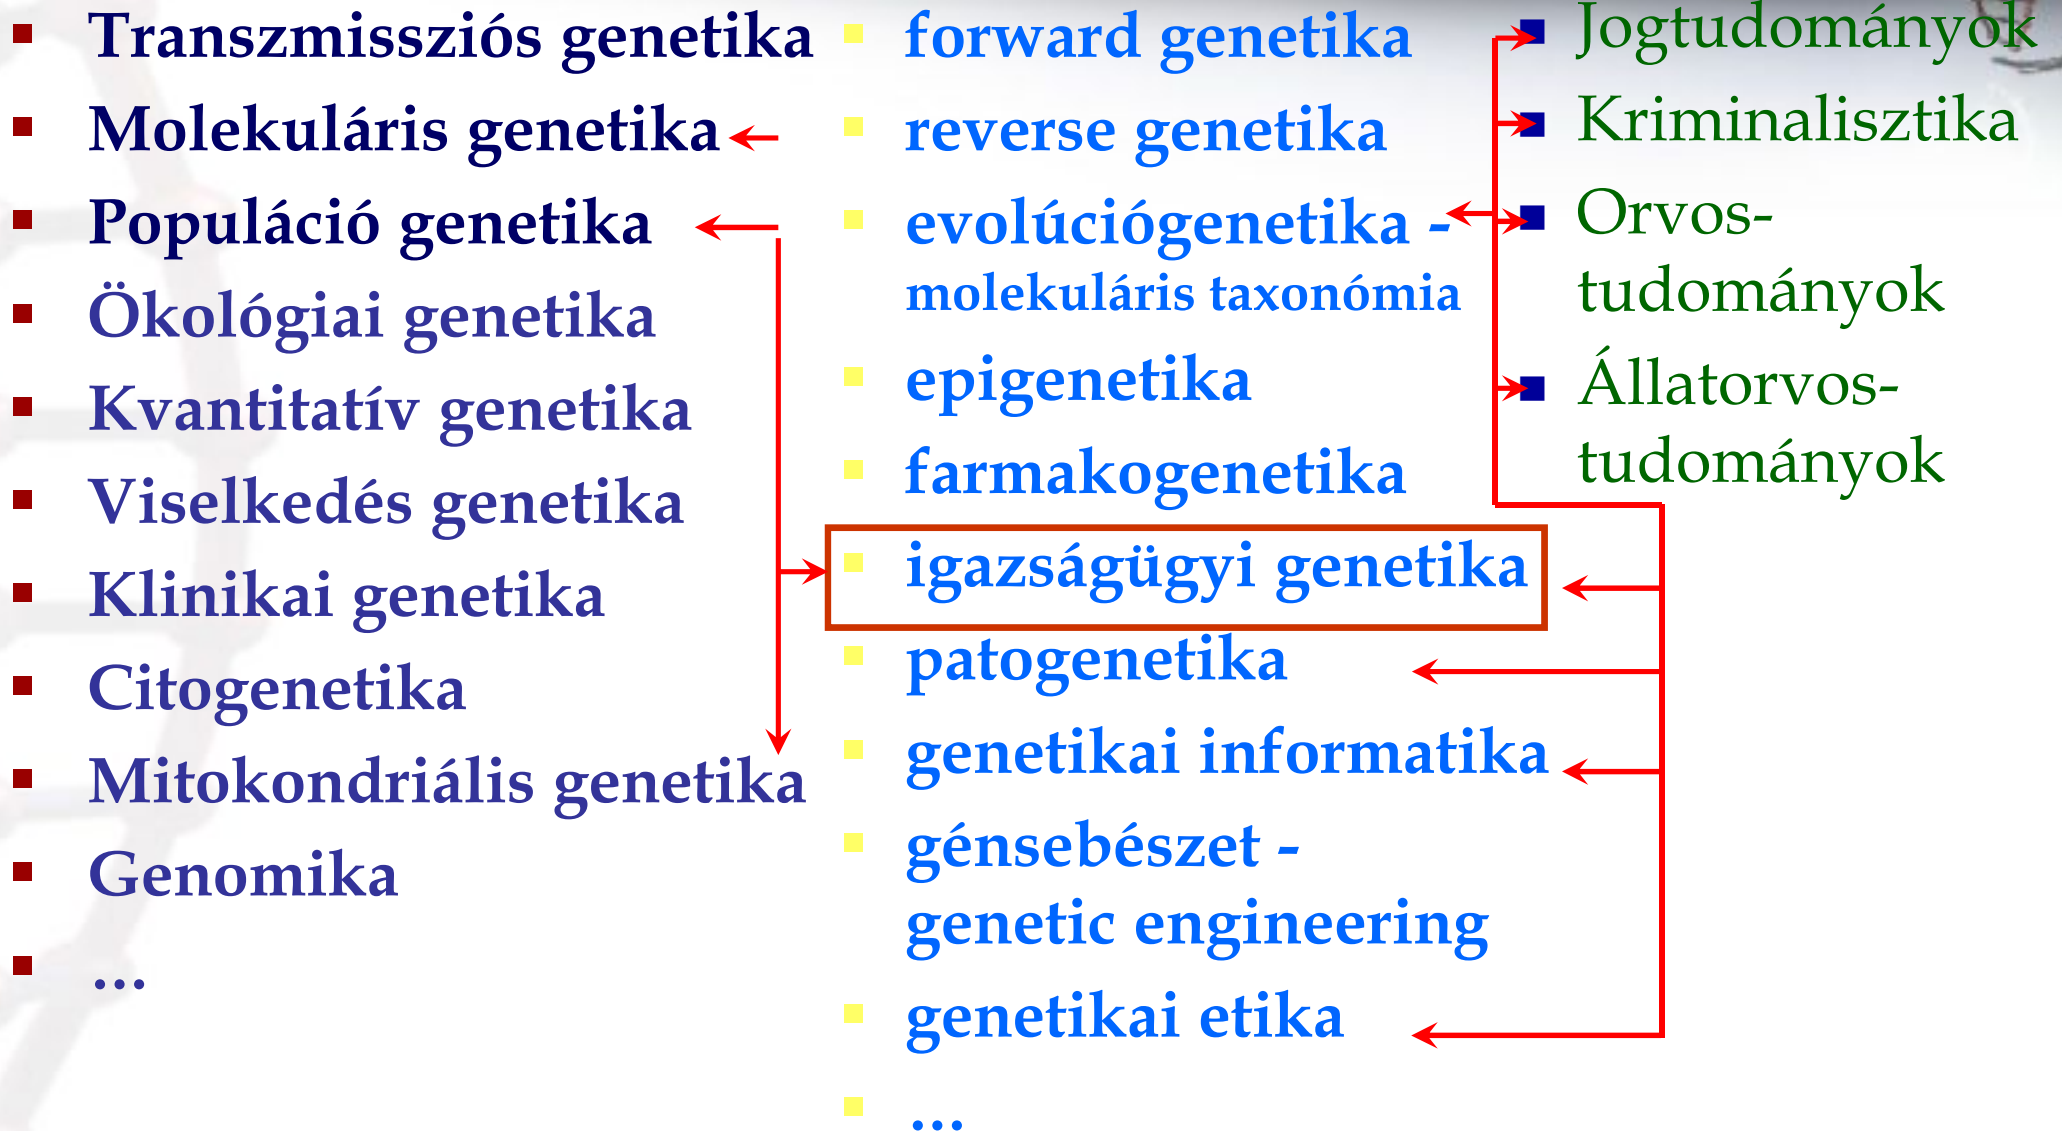 Transzmissziós genetika
Molekuláris genetika
Populáció genetika
Ökológiai genetika
Kvantitatív genetika
Viselkedés genetika
Klinikai genetika
Citogenetika
Mitokondriális genetika
Genomika
...
forward genetika
reverse genetika
evolúciógenetika -
molekuláris taxonómia
epigenetika
farmakogenetika
igazságügyi genetika
patogenetika
genetikai informatika
génsebészet -
genetic engineering
genetikai etika
...
Jogtudományok
Kriminalisztika
Orvos-
tudományok
Állatorvos-
tudományok